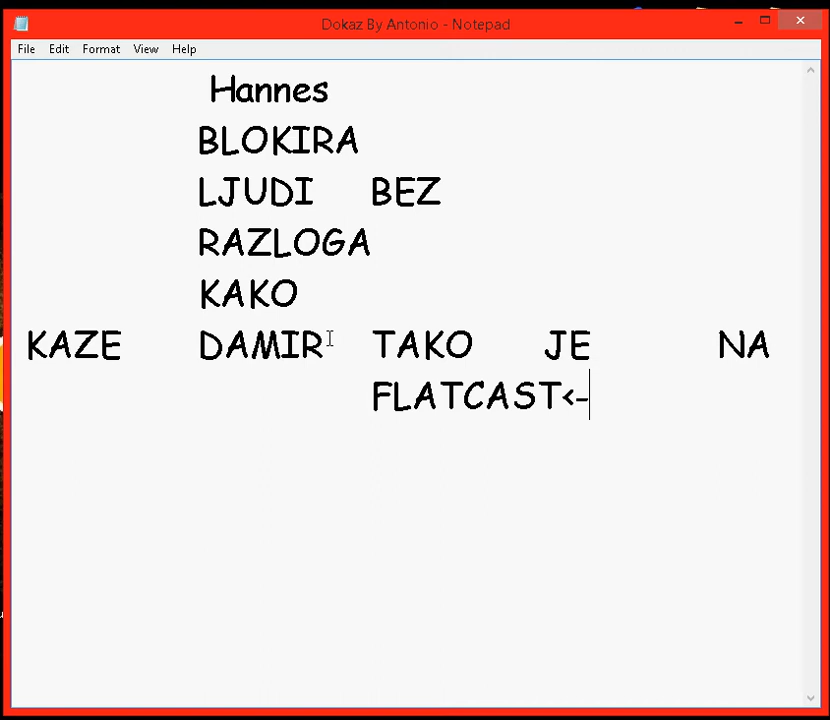 Dokaz By Antonio - Notepad
File Edit Format View Help
Hannes
BLOKIRA
LJUDI BEZ
RAZLOGA
KAKO
KAZE DAMIR TAKO JE NA
FLATCAST<-